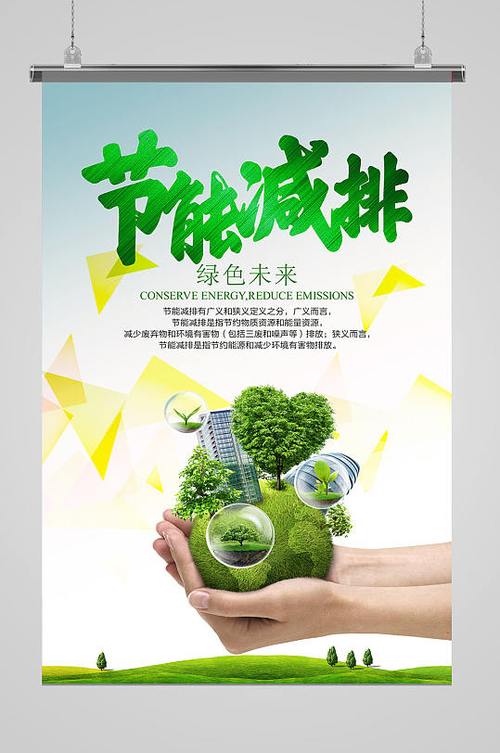 节能减排
绿色未来
CONSERVE ENERGY,REDUCE EMISSIONS
节能减排有广义和狭义定义之分，广义而言，
节能减排是指节约物质资源和能量资源，
减少废弃物和环境有害物（包括三废和噪声等）排放；狭义而言，
节能减排是指节约能源和减少环境有害物排放。